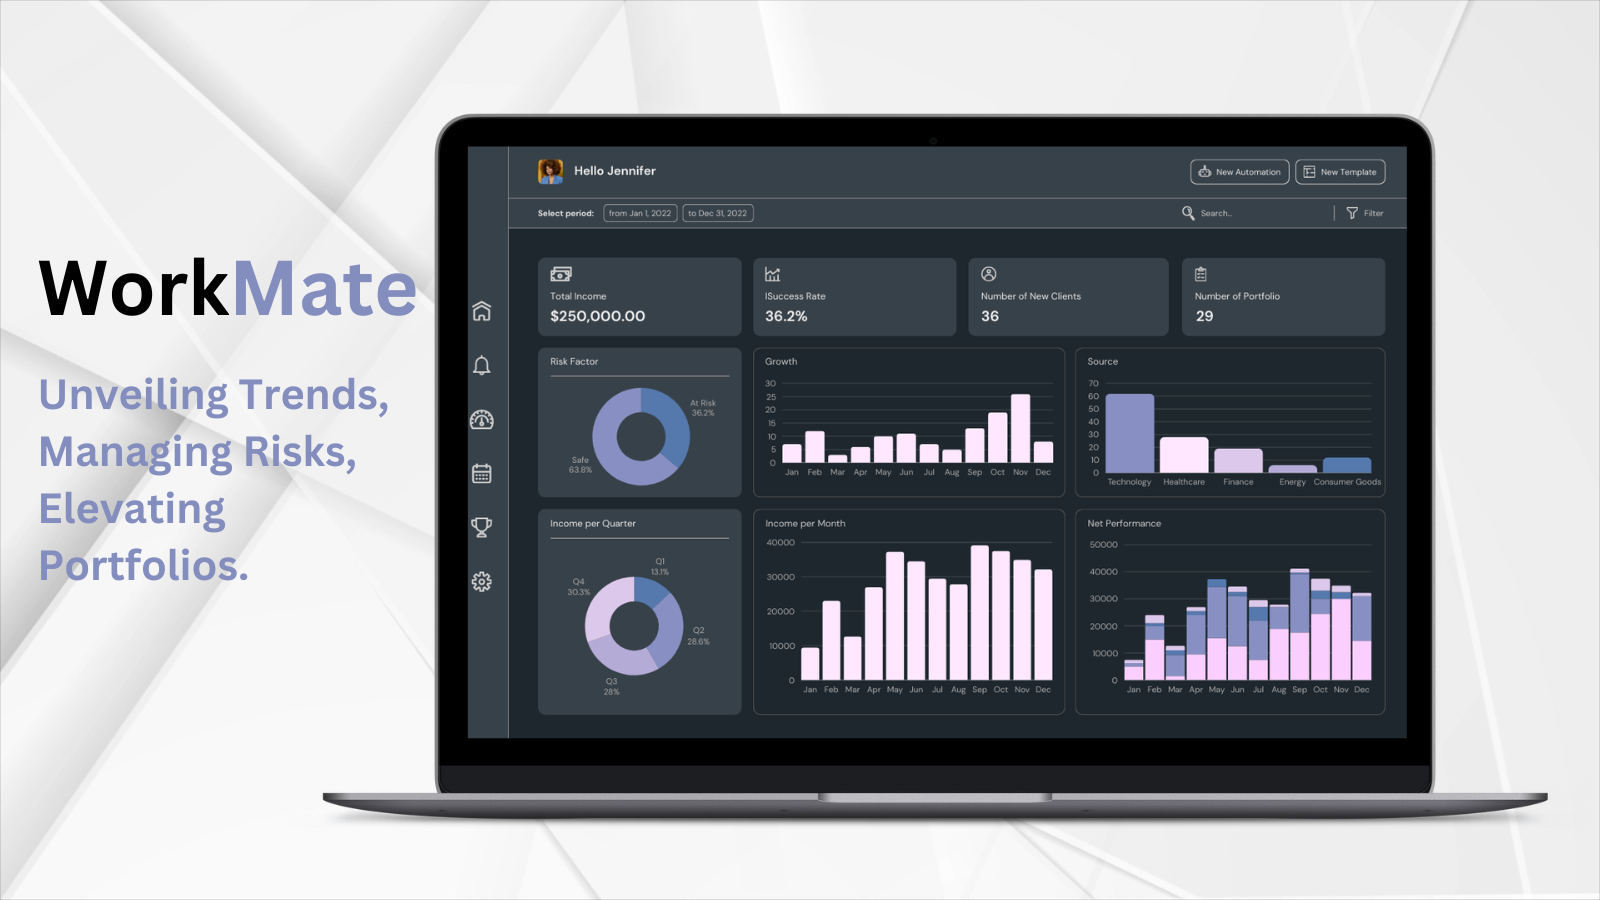 WorkMate
Unveiling Trends,
Managing Risks,
Elevating
Portfolios.
Hello Jennifer
New Automation
New Template
Select period:
from Jan 1, 2022
to Dec 31, 2022
Search..
Filter
Total Income
$250,000.00
lSuccess Rate
36.2%
Number of New Clients
36
Number of Portfolio
29
Risk Factor
At Risk
36.2%
Safe
63.8%
Growth
30
25
20
15
10
5
0
Jan Feb Mar Apr May Jun Jul Aug Sep Oct Nov Dec
Source
70
60
50
40
30
20
10
0
Technology Healthcare Finance Energy Consumer Goods
Income per Quarter
Q1
13.1%
Q4
30.3%
Q2
28.6%
Q3
28%
Income per Month
40000
30000
20000
10000
0
Jan Feb Mar Apr May Jun Jul Aug Sep Oct Nov Dec
Net Performance
50000
40000
30000
20000
10000
0
Jan Feb Mar Apr May Jun Jul Aug Sep Oct Nov Dec